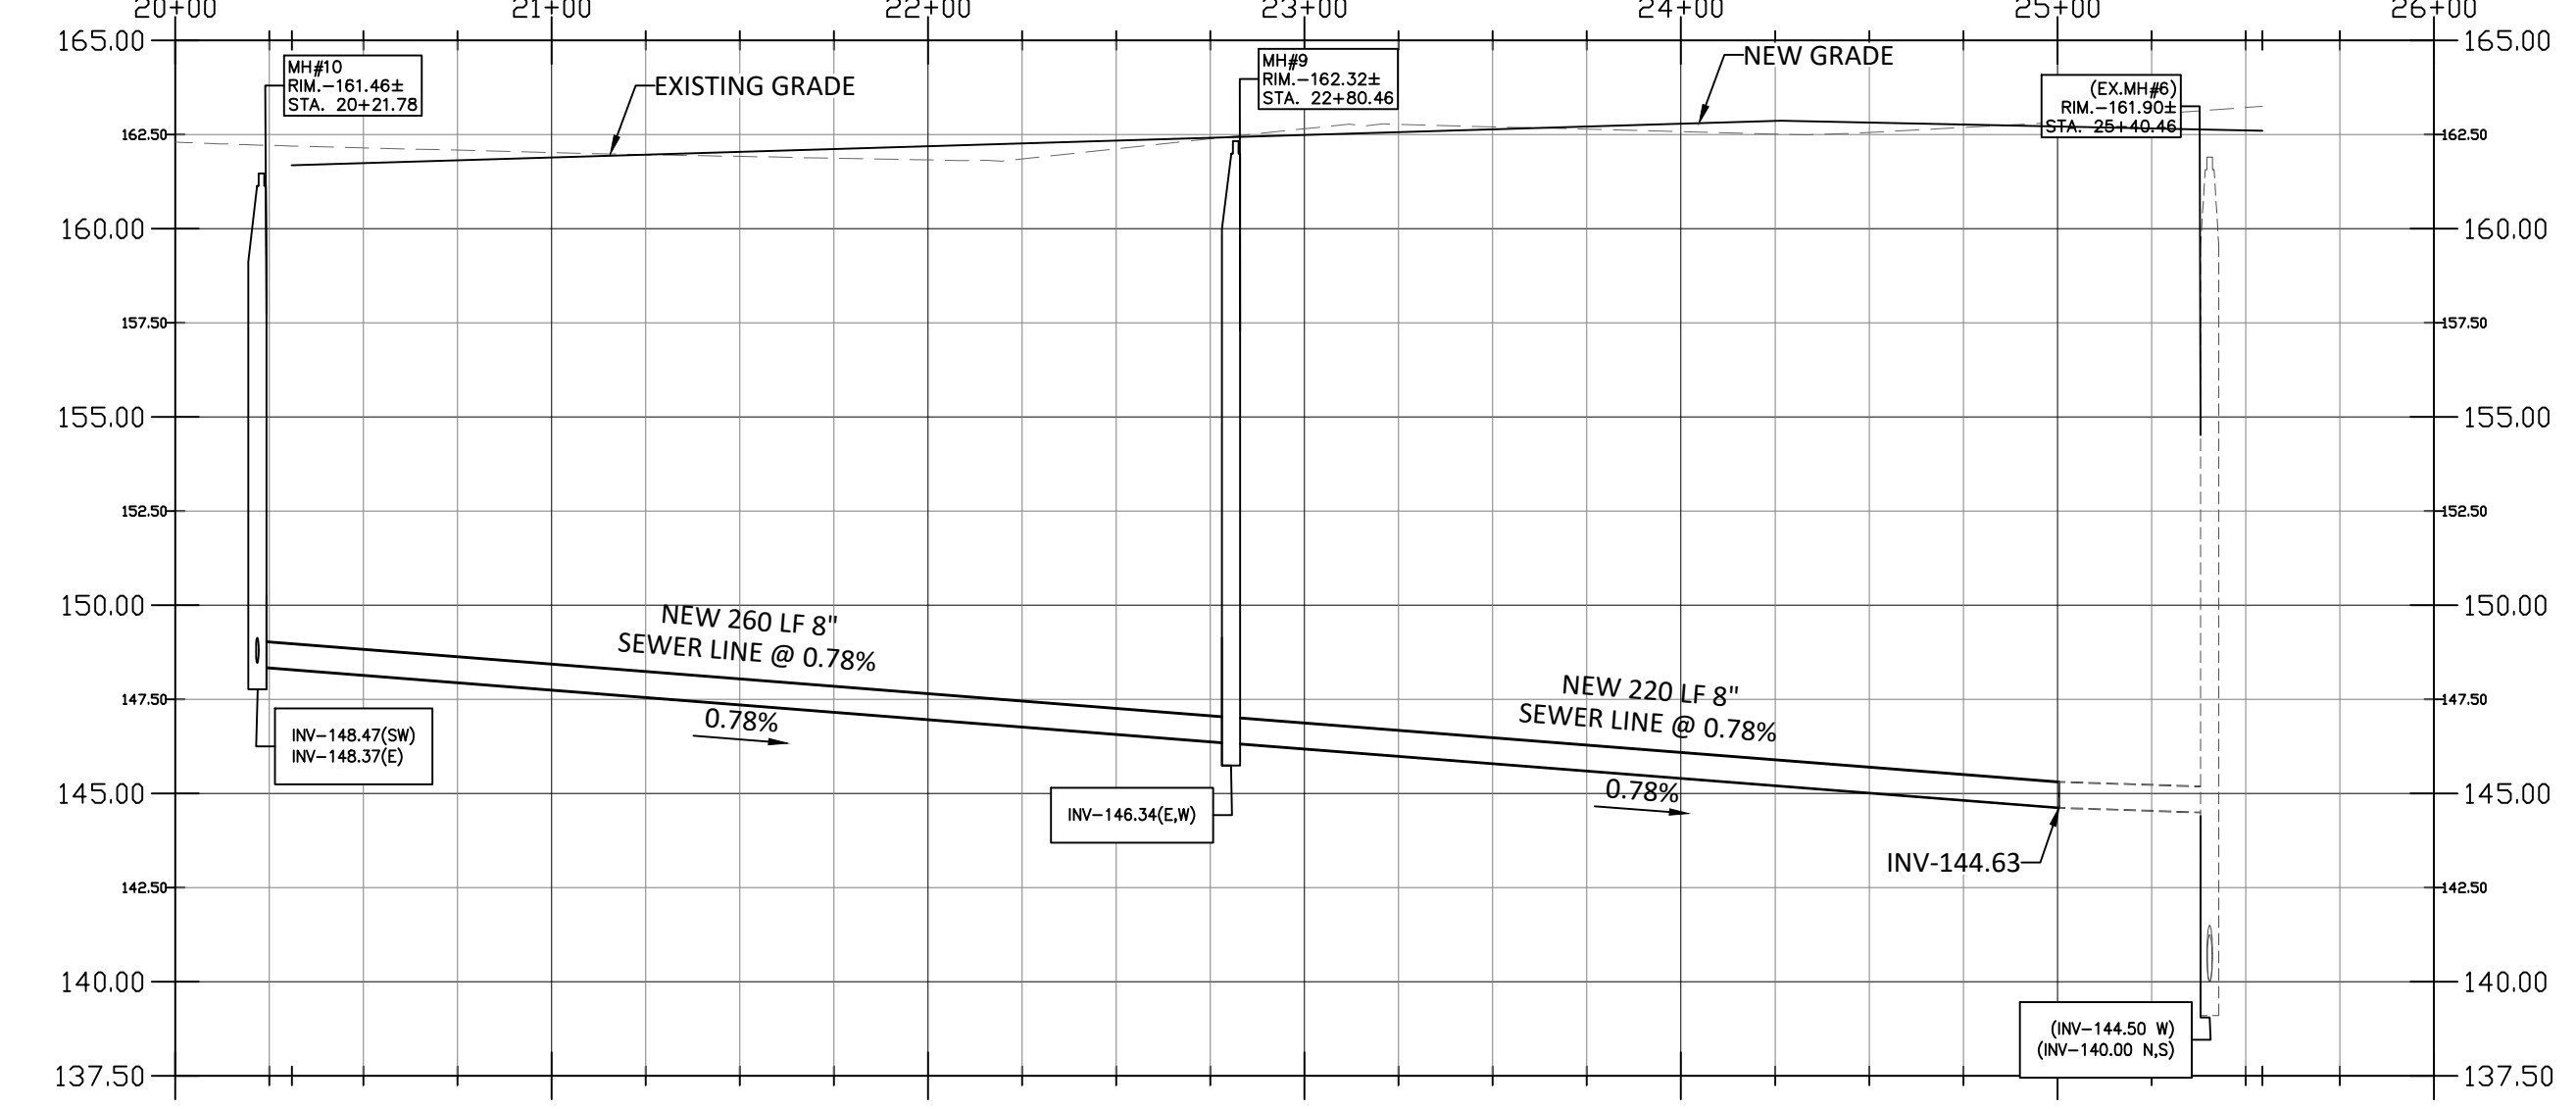 20+00 21+00 22+00 23+00 24+00 25+00 26+00
165.00 165.00
MH#10
RIM.-161.46±
STA. 20+21.78
EXISTING GRADE
MH#9
RIM.-162.32±
STA. 22+80.46
NEW GRADE
(EX.MH#6)
RIM.-161.90±
STA. 25+40.46
162.50 162.50
160.00 160.00
157.50 157.50
155.00 155.00
152.50 152.50
150.00 150.00
NEW 260 LF 8"
SEWER LINE @ 0.78%
0.78%
NEW 220 LF 8"
SEWER LINE @ 0.78%
0.78%
147.50 147.50
INV-148.47(SW)
INV-148.37(E)
145.00 145.00
INV-146.34(E,W)
INV-144.63
142.50 142.50
140.00 140.00
(INV-144.50 W)
(INV-140.00 N,S)
137.50 137.50